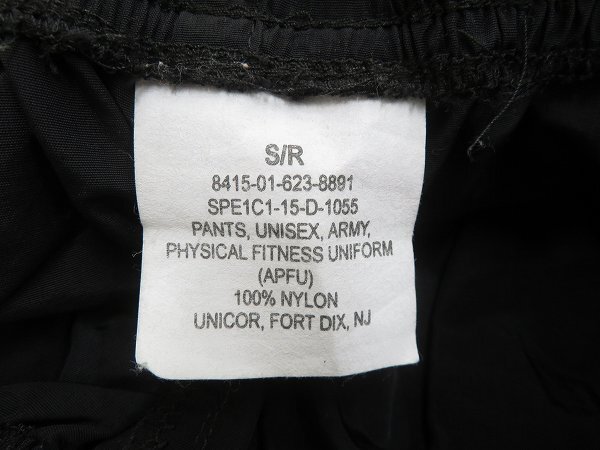 S/R
8415-01-623-8891
SPE1C1-15-D-1055
PANTS, UNISEX, ARMY,
PHYSICAL FITNESS UNIFORM
(APFU)
100% NYLON
UNICOR, FORT DIX, NJ